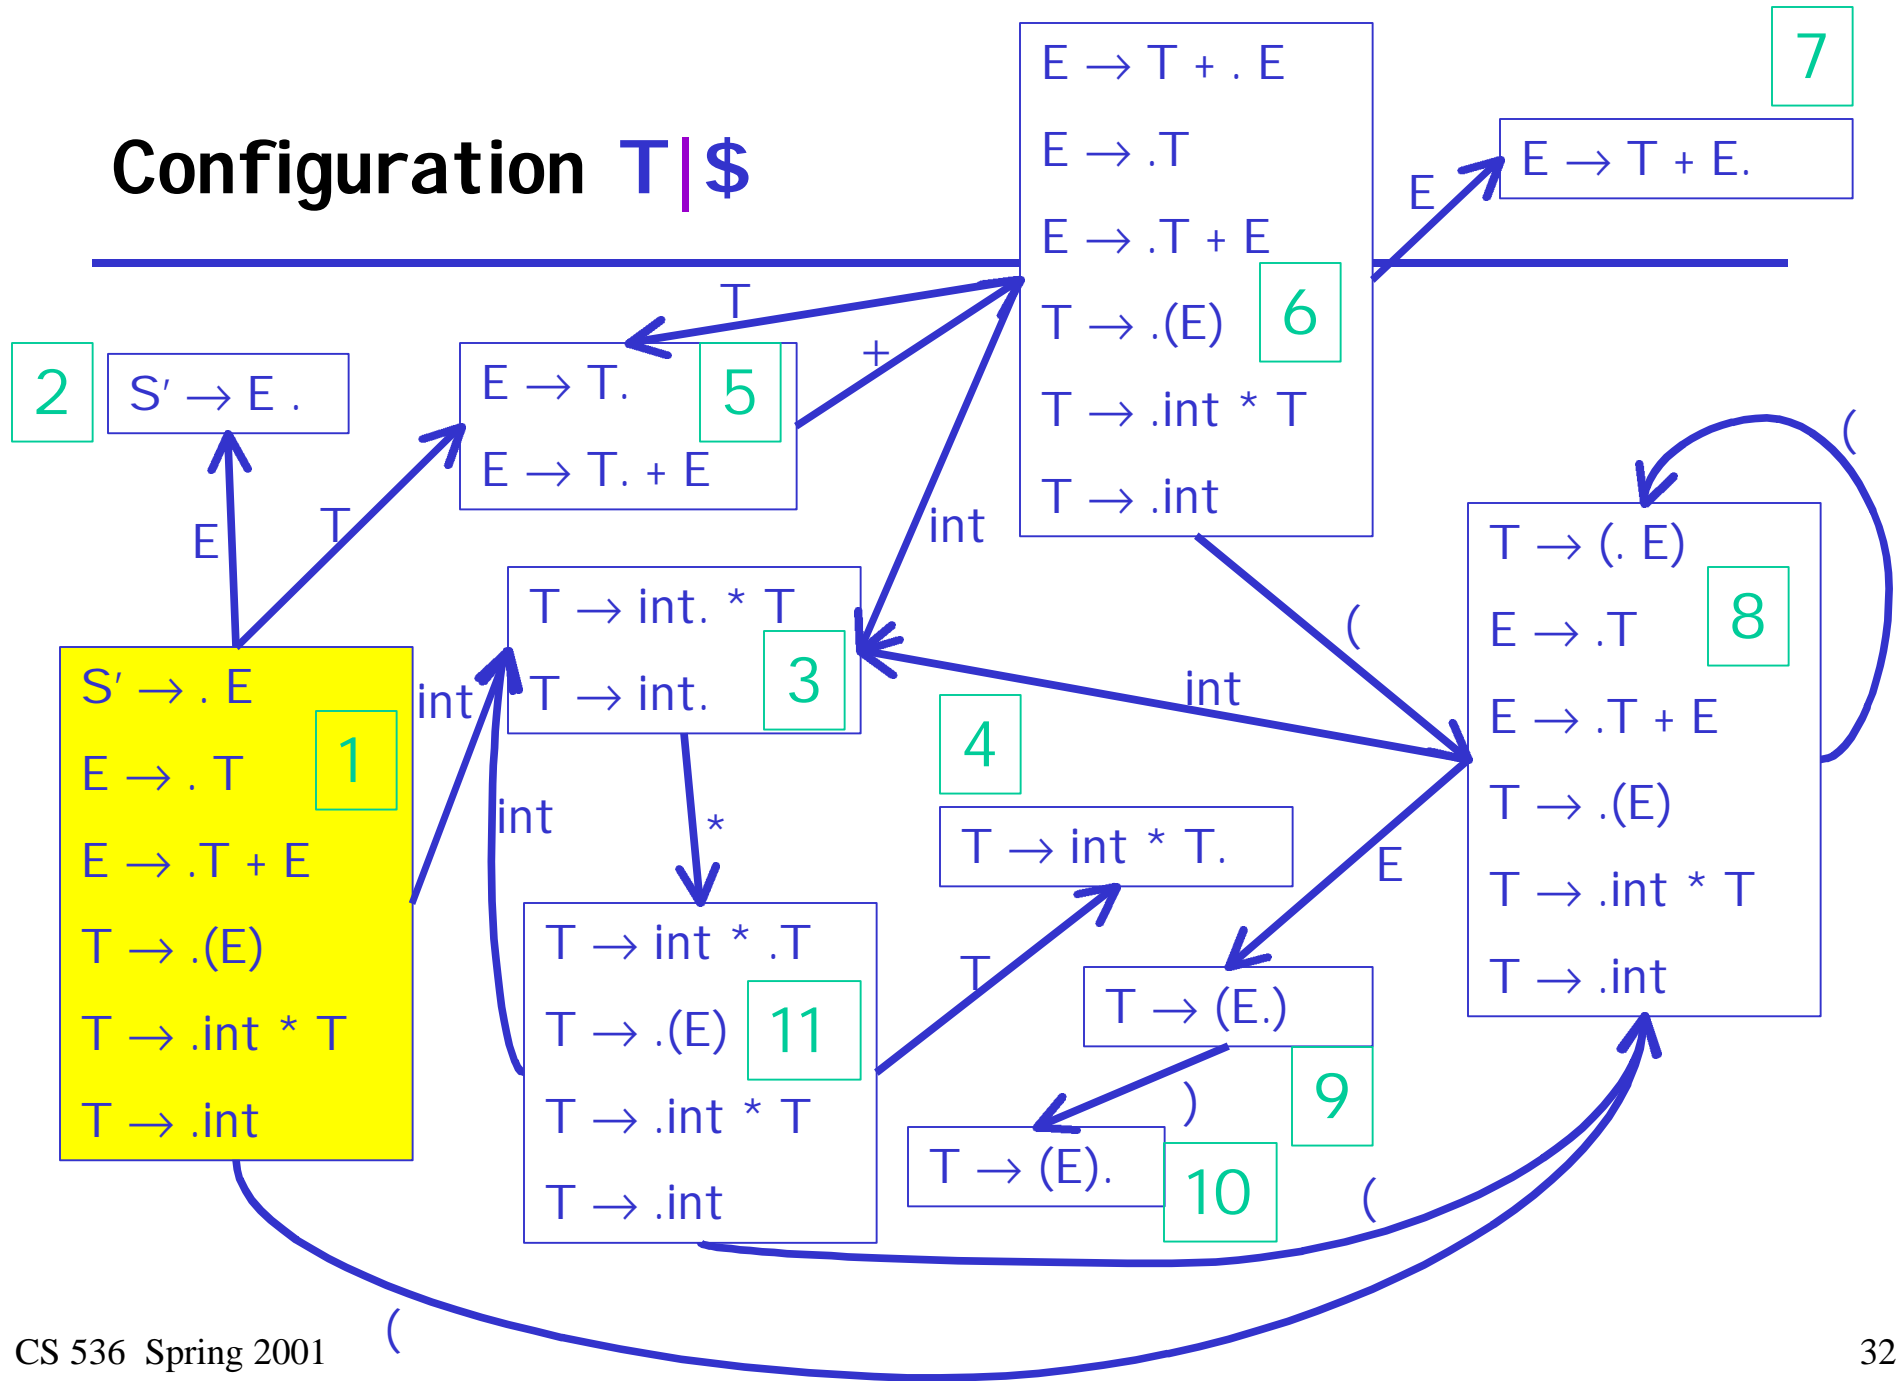 Configuration T|$
E → T + . E
E → .T
E → .T + E
T → .(E)
T → .int * T
T → .int
6
7
E → T + E.
E
T
+
int
(
2
S′ → E .
E → T.
E → T. + E
5
E
T
int
T → int. * T
T → int.
3
int
4
T → int * T.
S′ → . E
E → . T
E → .T + E
T → .(E)
T → .int * T
T → .int
1
int
*
T → int * .T
T → .(E)
T → .int * T
T → .int
11
T
(
T → (. E)
E → .T
E → .T + E
T → .(E)
T → .int * T
T → .int
8
E
T → (E.)
9
)
T → (E).
10
(
(
CS 536 Spring 2001
32